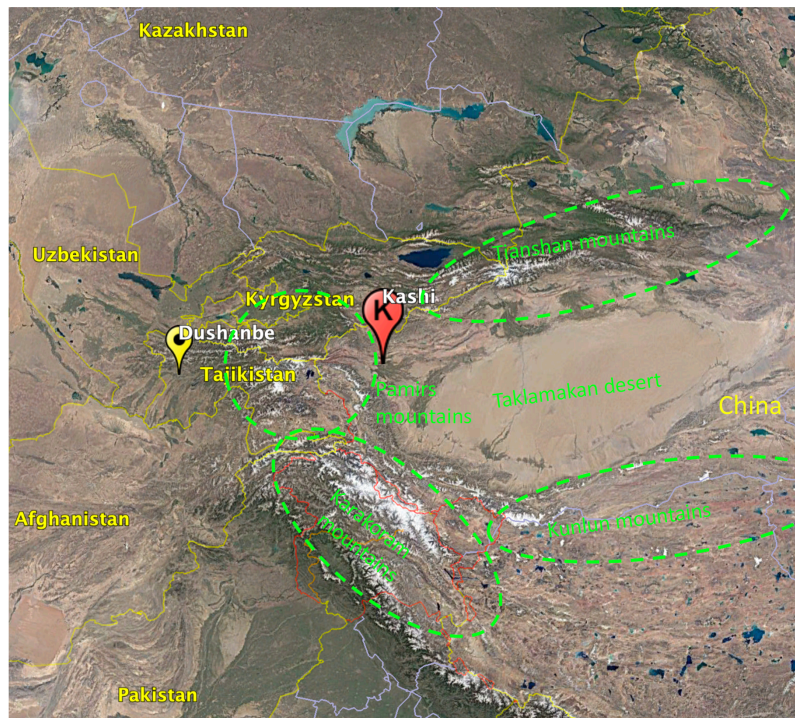 Kazakhstan
Tianshan mountains
Uzbekistan
Kyrgyzstan
Kashi
K
Dushanbe
Tajikistan
Pamirs
mountains
Taklamakan desert
China
Karakoram
mountains
Kunlun mountains
Afghanistan
Pakistan